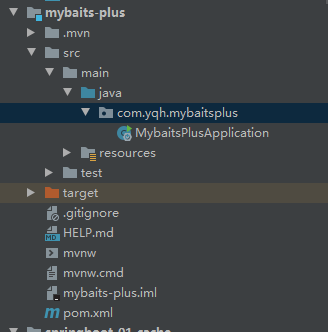 mybaits-plus
.mvn
src
main
java
com.yqh.mybaitsplus
MybaitsPlusApplication
resources
test
target
.gitignore
HELP.md
mvnw
mvnw.cmd
mybaits-plus.iml
pom.xml